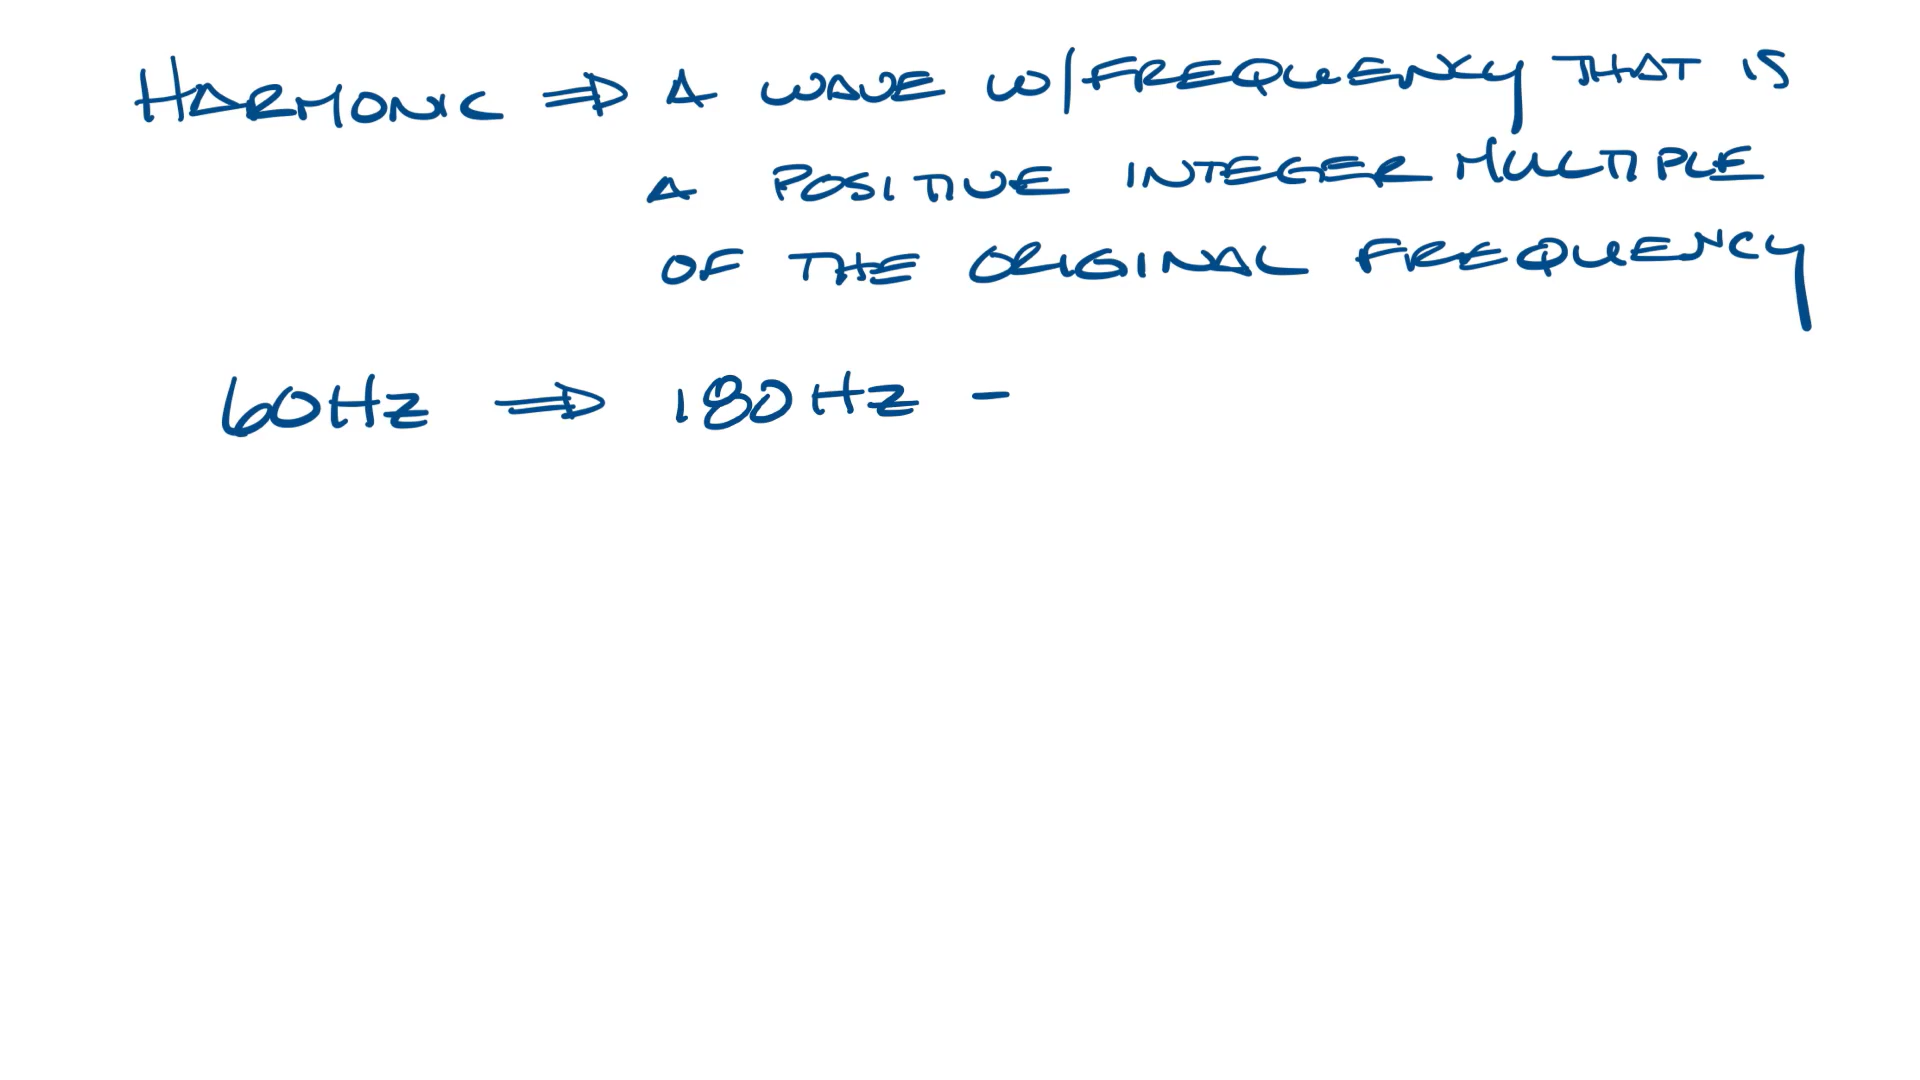 HARMONIC ⇒ A WAVE W/FREQUENCY THAT IS
A POSITIVE INTEGER MULTIPLE
OF THE ORIGINAL FREQUENCY
60Hz ⇒ 180Hz -